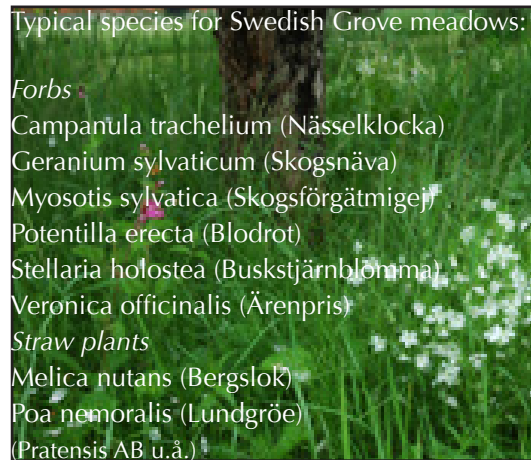 Typical species for Swedish Grove meadows:
Forbs
Campanula trachelium (Nässelklocka)
Geranium sylvaticum (Skogsnäva)
Myosotis sylvatica (Skogsförgätmigej)
Potentilla erecta (Blodrot)
Stellaria holostea (Buskstjärnblomma)
Veronica officinalis (Ärenpris)
Straw plants
Melica nutans (Bergslok)
Poa nemoralis (Lundgröe)
(Pratensis AB u.å.)